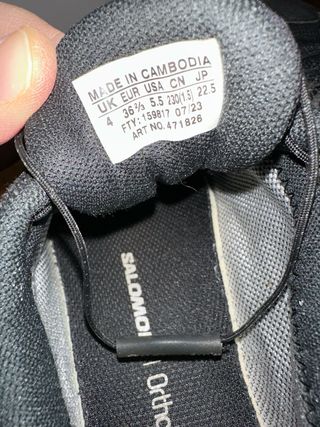 MADE IN CAMBODIA
UK EUR USA CN JP
4 36⅔ 5.5 230(1.5) 22.5
FTY: 159817 07/23
ART NO. 471826
SALOMON
Ortho